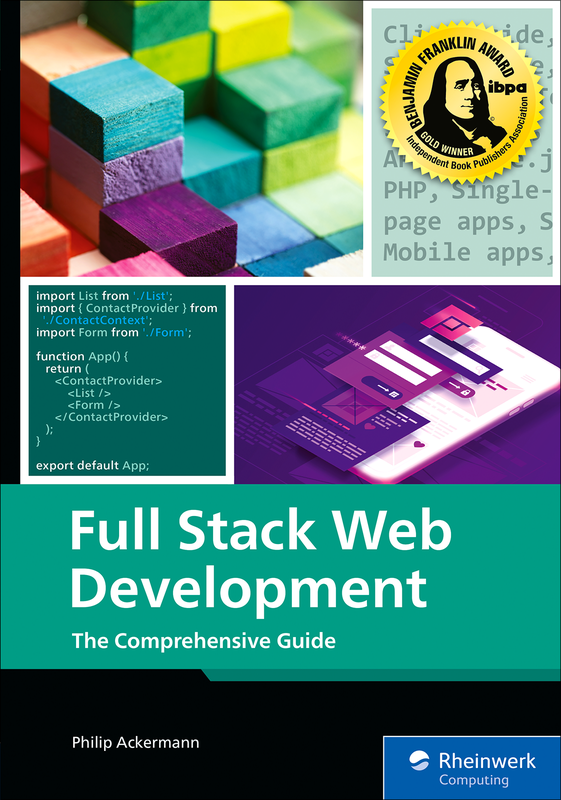 BENJAMIN FRANKLIN AWARD
ibpa
GOLD WINNER
Independent Book Publishers Association
PHP, Single-
page apps, S
Mobile apps,
import List from './List';
import { ContactProvider } from
'./ContactContext';
import Form from './Form';
function App() {
return (
<ContactProvider>
<List />
<Form />
</ContactProvider>
);
}
export default App;
Full Stack Web
Development
The Comprehensive Guide
Philip Ackermann
Rheinwerk
Computing